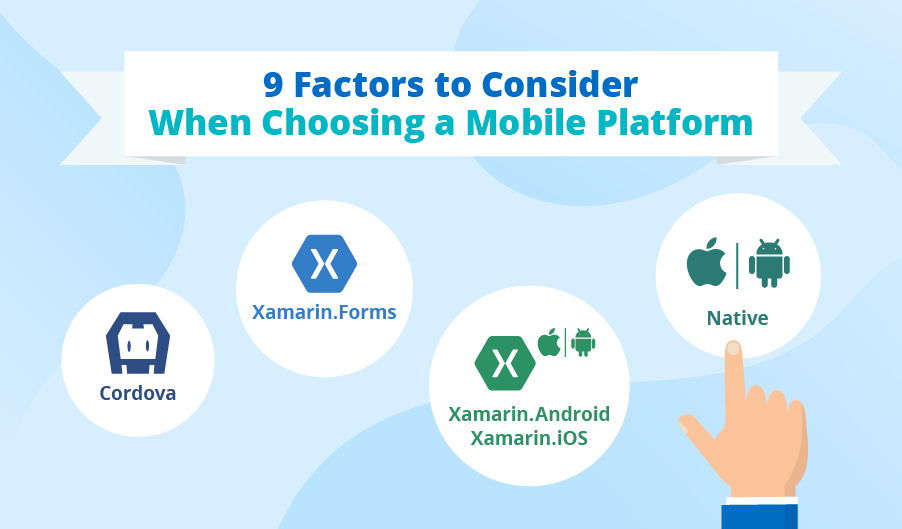 9 Factors to Consider
When Choosing a Mobile Platform
Cordova
Xamarin.Forms
Xamarin.Android
Xamarin.iOS
Native